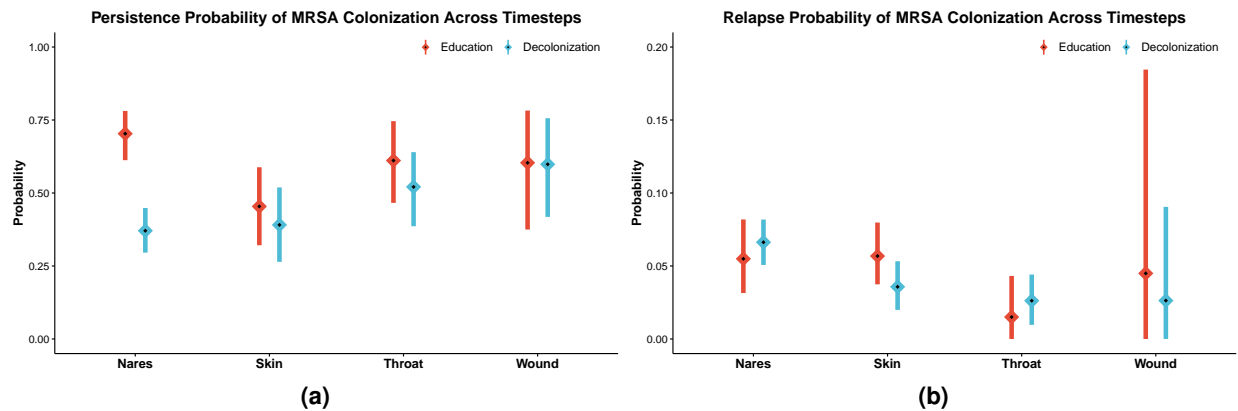 Persistence Probability of MRSA Colonization Across Timesteps
Education Decolonization
1.00
0.75
0.50
0.25
0.00
Probability
Nares Skin Throat Wound
(a)
Relapse Probability of MRSA Colonization Across Timesteps
Education Decolonization
0.20
0.15
0.10
0.05
0.00
Probability
Nares Skin Throat Wound
(b)